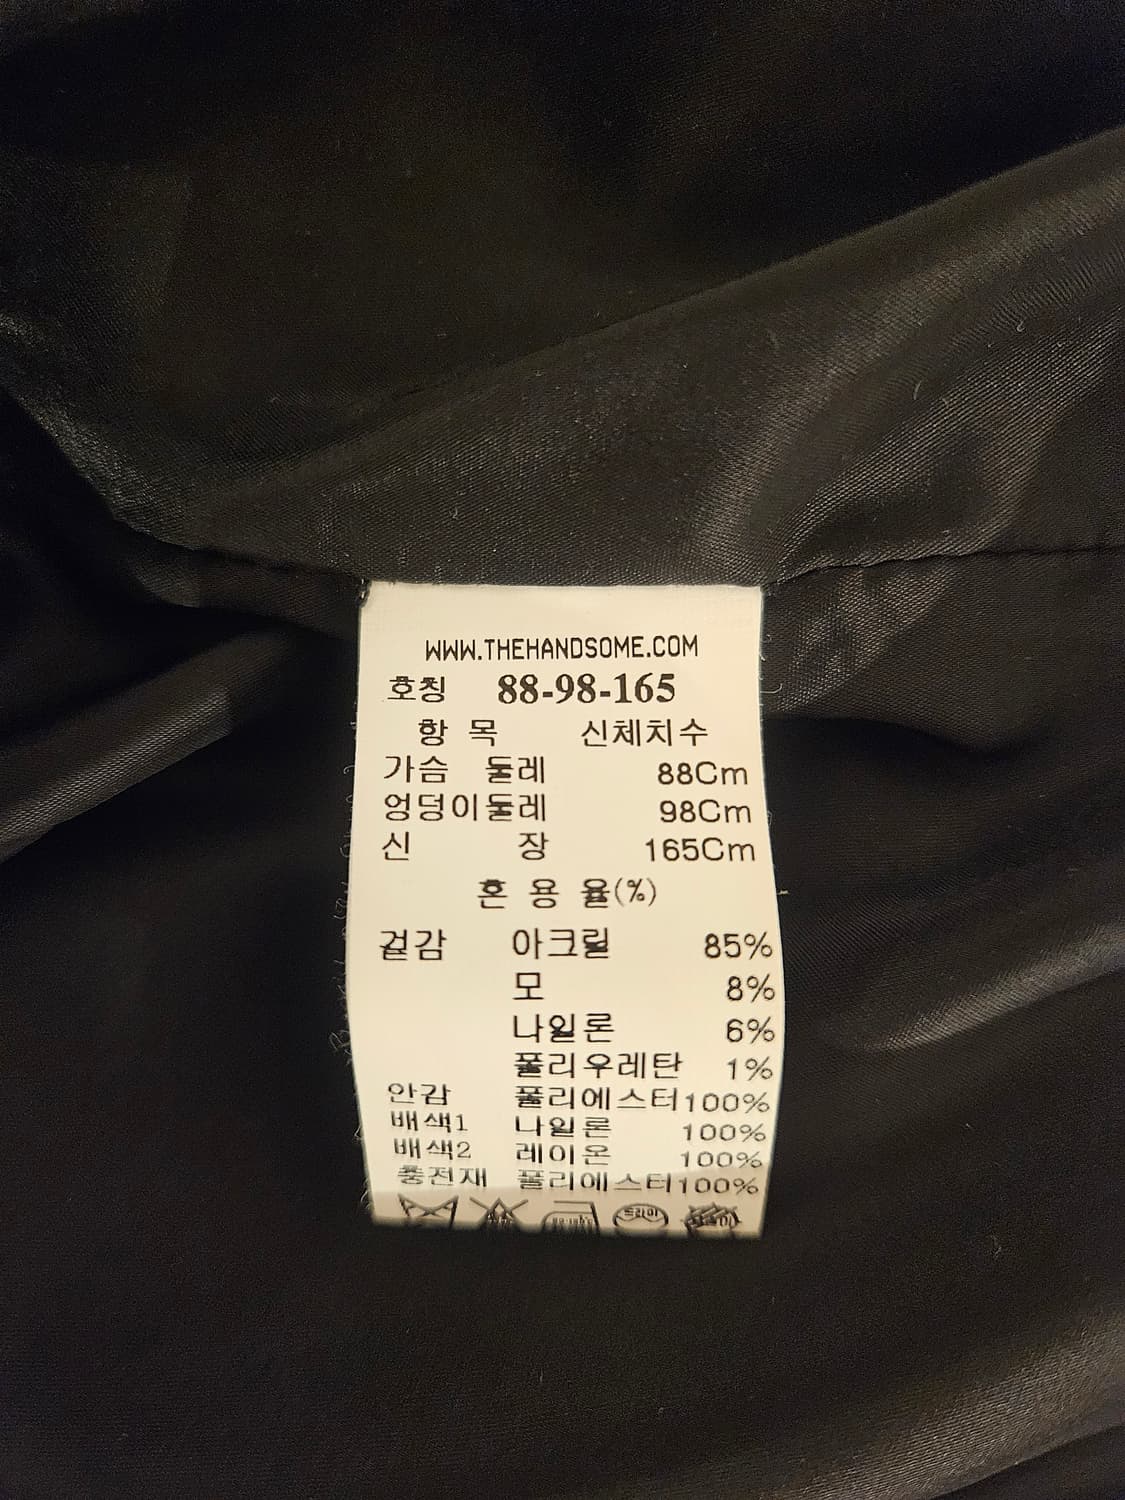 WWW.THEHANDSOME.COM
호칭 88-98-165
항 목 신체치수
가슴 둘레 88Cm
엉덩이둘레 98Cm
신 장 165Cm
혼 용 율(%)
겉감 아크릴 85%
모 8%
나일론 6%
폴리우레탄 1%
안감 폴리에스터100%
배색1 나일론 100%
배색2 레이온 100%
충전재 폴리에스터100%
드라이